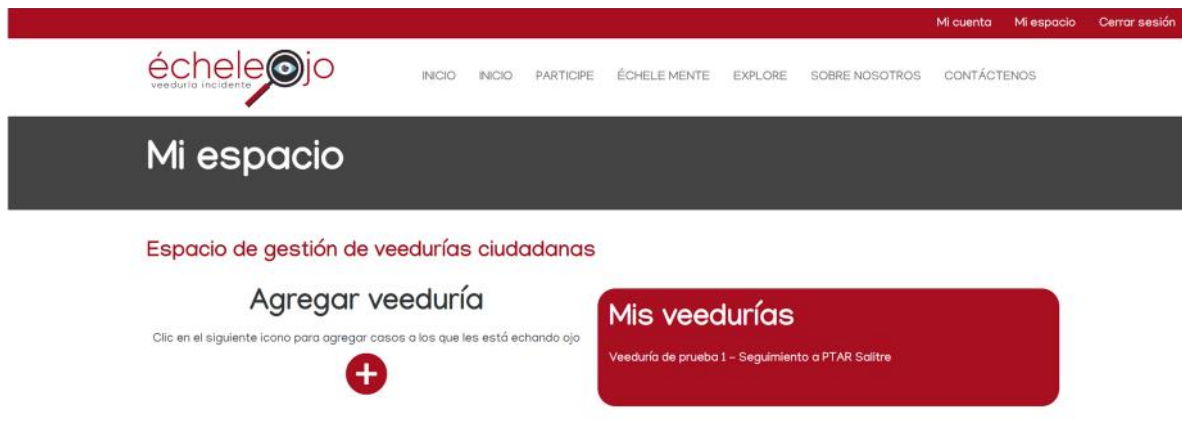 Mi cuenta Mi espacio Cerrar sesión
écheleojo
veeduría incidente
INICIO INICIO PARTICIPE ÉCHELE MENTE EXPLORE SOBRE NOSOTROS CONTÁCTENOS
Mi espacio
Espacio de gestión de veedurías ciudadanas
Agregar veeduría
Clic en el siguiente icono para agregar casos a los que les está echando ojo
Mis veedurías
Veeduría de prueba 1 – Seguimiento a PTAR Salitre